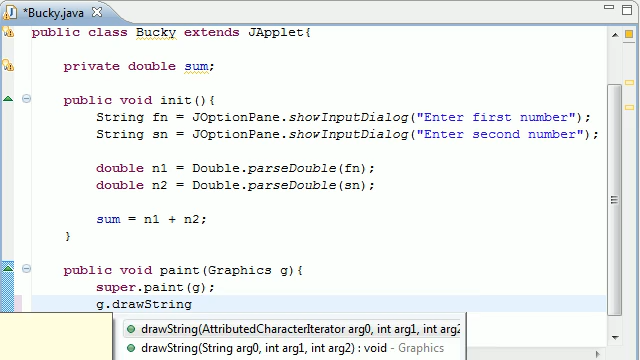 *Bucky.java
public class Bucky extends JApplet{
private double sum;
public void init(){
String fn = JOptionPane.showInputDialog("Enter first number");
String sn = JOptionPane.showInputDialog("Enter second number");
double n1 = Double.parseDouble(fn);
double n2 = Double.parseDouble(sn);
sum = n1 + n2;
}
public void paint(Graphics g){
super.paint(g);
g.drawString
drawString(AttributedCharacterIterator arg0, int arg1, int arg2
drawString(String arg0, int arg1, int arg2) : void - Graphics